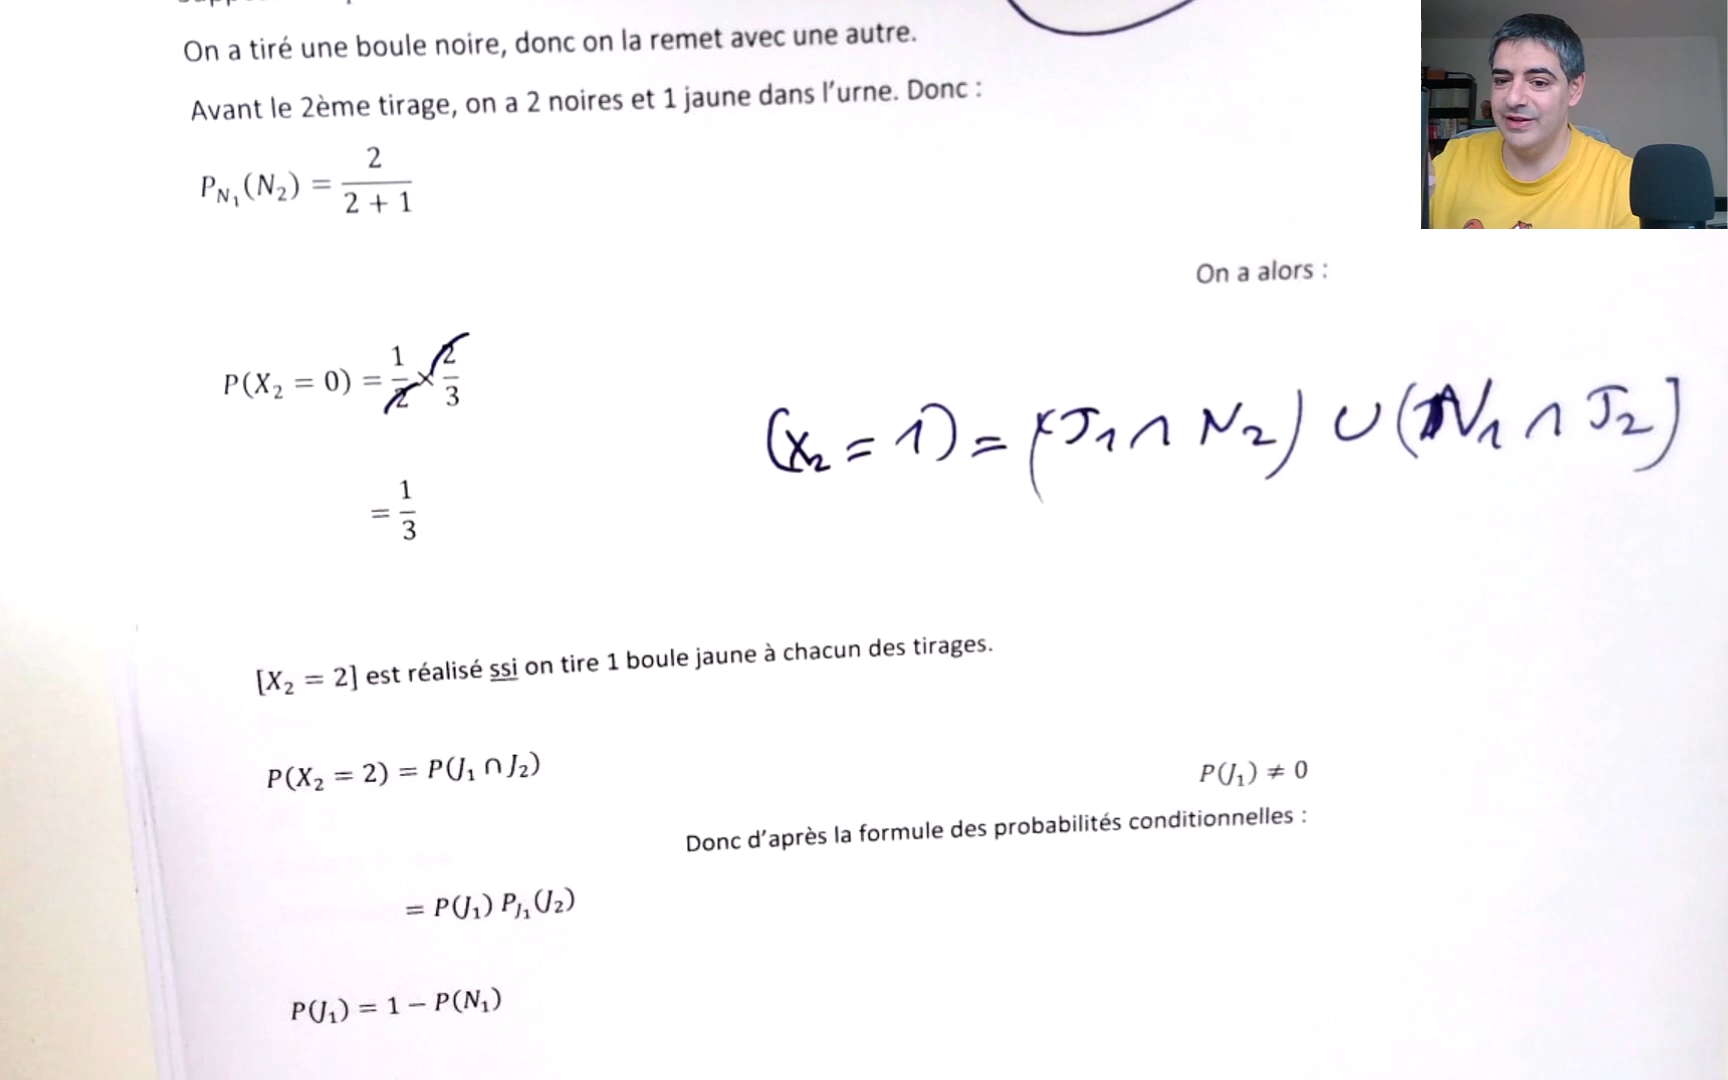 On a tiré une boule noire, donc on la remet avec une autre.
Avant le 2ème tirage, on a 2 noires et 1 jaune dans l'urne. Donc :
P_{N_1}(N_2) = \frac{2}{2 + 1}
On a alors :
P(X_2 = 0) = \frac{1}{2} × \frac{2}{3}
(X_2 = 1) = (J_1 ∩ N_2) ∪ (N_1 ∩ J_2)
= \frac{1}{3}
[X_2 = 2] est réalisé ssi on tire 1 boule jaune à chacun des tirages.
P(X_2 = 2) = P(J_1 ∩ J_2)
P(J_1) ≠ 0
Donc d'après la formule des probabilités conditionnelles :
= P(J_1) P_{J_1}(J_2)
P(J_1) = 1 − P(N_1)